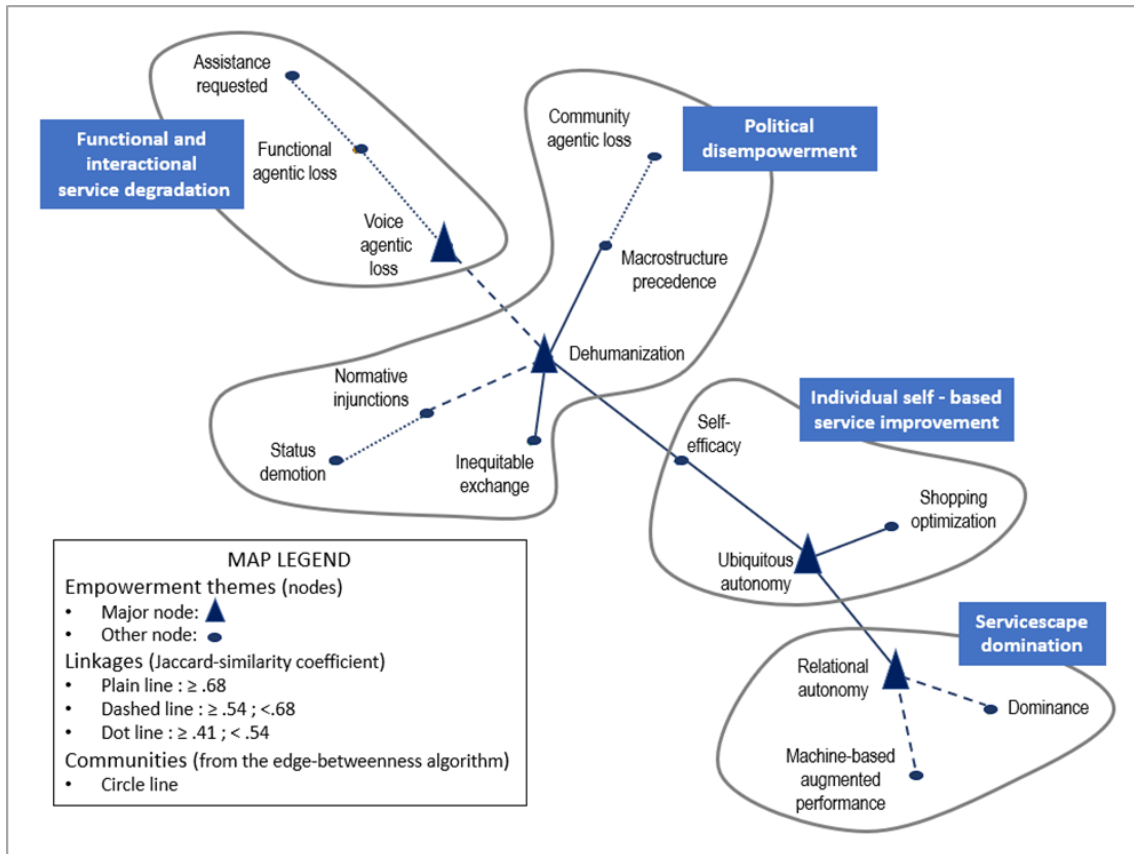 Assistance
requested
Functional and
interactional
service degradation
Functional
agentic loss
Voice
agentic
loss
Community
agentic loss
Political
disempowerment
Macrostructure
precedence
Dehumanization
Normative
injunctions
Status
demotion
Inequitable
exchange
Individual self - based
service improvement
Self-
efficacy
Shopping
optimization
Ubiquitous
autonomy
Servicescape
domination
Relational
autonomy
Dominance
Machine-based
augmented
performance
MAP LEGEND
Empowerment themes (nodes)
• Major node:
• Other node:
Linkages (Jaccard-similarity coefficient)
• Plain line : ≥ .68
• Dashed line : ≥ .54 ; <.68
• Dot line : ≥ .41 ; < .54
Communities (from the edge-betweenness algorithm)
• Circle line